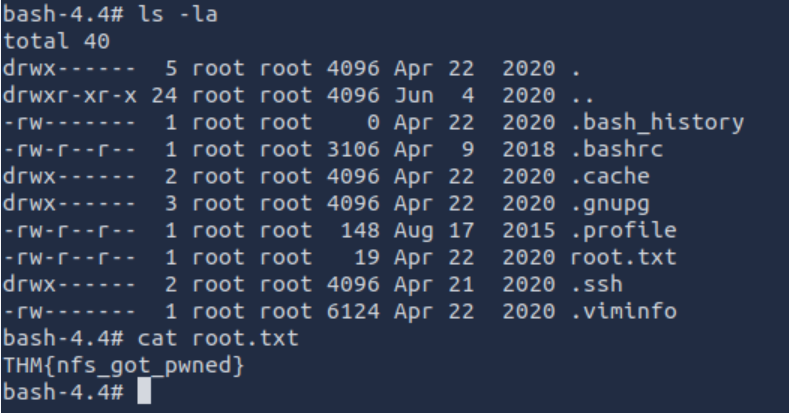 bash-4.4# ls -la
total 40
drwx------  5 root root 4096 Apr 22  2020 .
drwxr-xr-x 24 root root 4096 Jun  4  2020 ..
-rw-------  1 root root    0 Apr 22  2020 .bash_history
-rw-r--r--  1 root root 3106 Apr  9  2018 .bashrc
drwx------  2 root root 4096 Apr 22  2020 .cache
drwx------  3 root root 4096 Apr 22  2020 .gnupg
-rw-r--r--  1 root root  148 Aug 17  2015 .profile
-rw-r--r--  1 root root   19 Apr 22  2020 root.txt
drwx------  2 root root 4096 Apr 21  2020 .ssh
-rw-------  1 root root 6124 Apr 22  2020 .viminfo
bash-4.4# cat root.txt
THM{nfs_got_pwned}
bash-4.4#